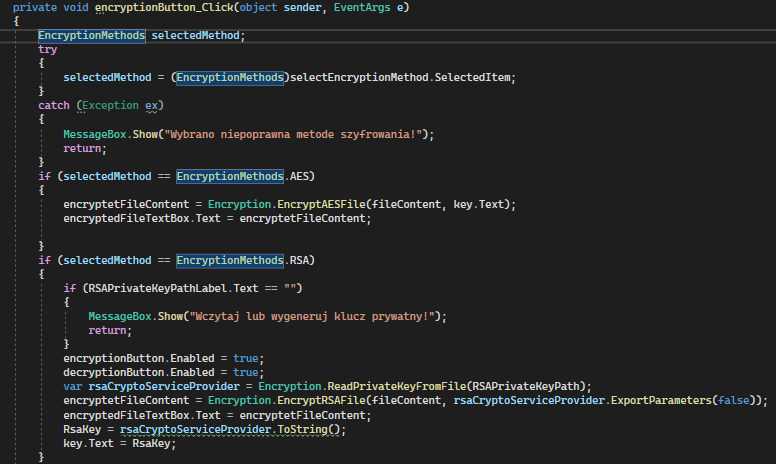 private void encryptionButton_Click(object sender, EventArgs e)
{
EncryptionMethods selectedMethod;
try
{
selectedMethod = (EncryptionMethods)selectEncryptionMethod.SelectedItem;
}
catch (Exception ex)
{
MessageBox.Show("Wybrano niepoprawna metode szyfrowania!");
return;
}
if (selectedMethod == EncryptionMethods.AES)
{
encryptetFileContent = Encryption.EncryptAESFile(fileContent, key.Text);
encryptedFileTextBox.Text = encryptetFileContent;
}
if (selectedMethod == EncryptionMethods.RSA)
{
if (RSAPrivateKeyPathLabel.Text == "")
{
MessageBox.Show("Wczytaj lub wygeneruj klucz prywatny!");
return;
}
encryptionButton.Enabled = true;
decryptionButton.Enabled = true;
var rsaCryptoServiceProvider = Encryption.ReadPrivateKeyFromFile(RSAPrivateKeyPath);
encryptetFileContent = Encryption.EncryptRSAFile(fileContent, rsaCryptoServiceProvider.ExportParameters(false));
encryptedFileTextBox.Text = encryptetFileContent;
RsaKey = rsaCryptoServiceProvider.ToString();
key.Text = RsaKey;
}